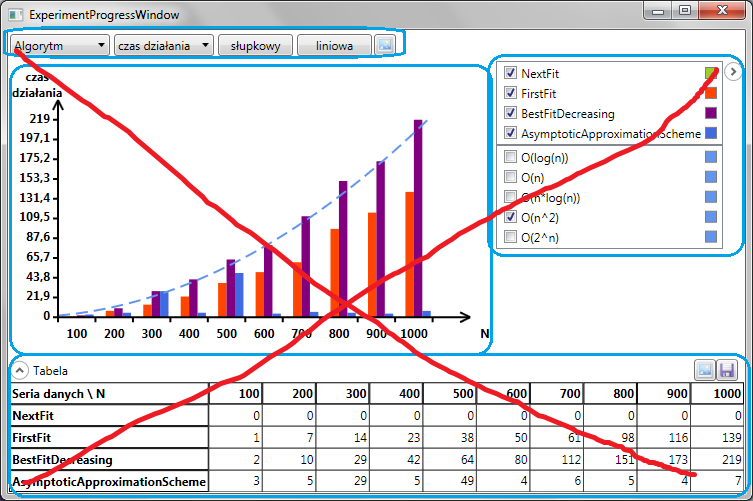 ExperimentProgressWindow
Algorytm czas działania słupkowy liniowa
czas
działania
219
197,1
175,2
153,3
131,4
109,5
87,6
65,7
43,8
21,9
0
100 200 300 400 500 600 700 800 900 1000 N
NextFit
FirstFit
BestFitDecreasing
AsymptoticApproximationScheme
O(log(n))
O(n)
O(n*log(n))
O(n^2)
O(2^n)
Tabela
Seria danych \ N 100 200 300 400 500 600 700 800 900 1000
NextFit 0 0 0 0 0 0 0 0 0 0
FirstFit 1 7 14 23 38 50 61 98 116 139
BestFitDecreasing 2 10 29 42 64 80 112 151 173 219
AsymptoticApproximationScheme 3 5 29 5 49 4 6 5 4 7